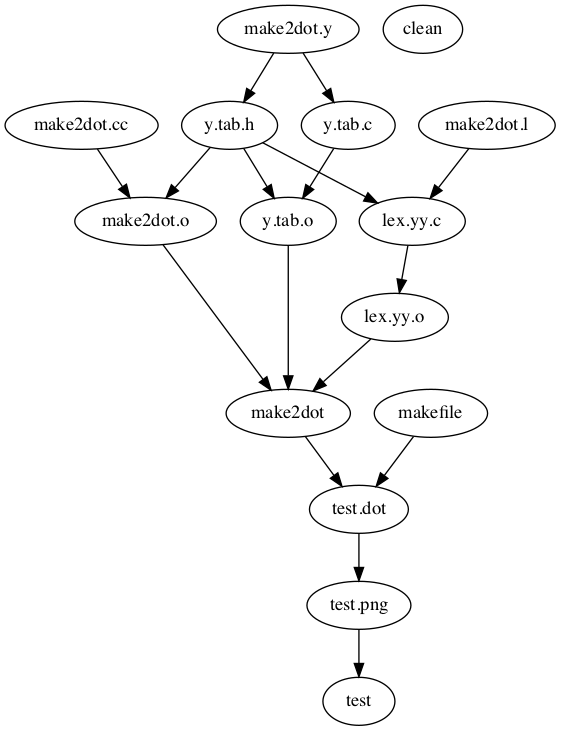 make2dot.y
clean
make2dot.cc
y.tab.h
y.tab.c
make2dot.l
make2dot.o
y.tab.o
lex.yy.c
lex.yy.o
make2dot
makefile
test.dot
test.png
test